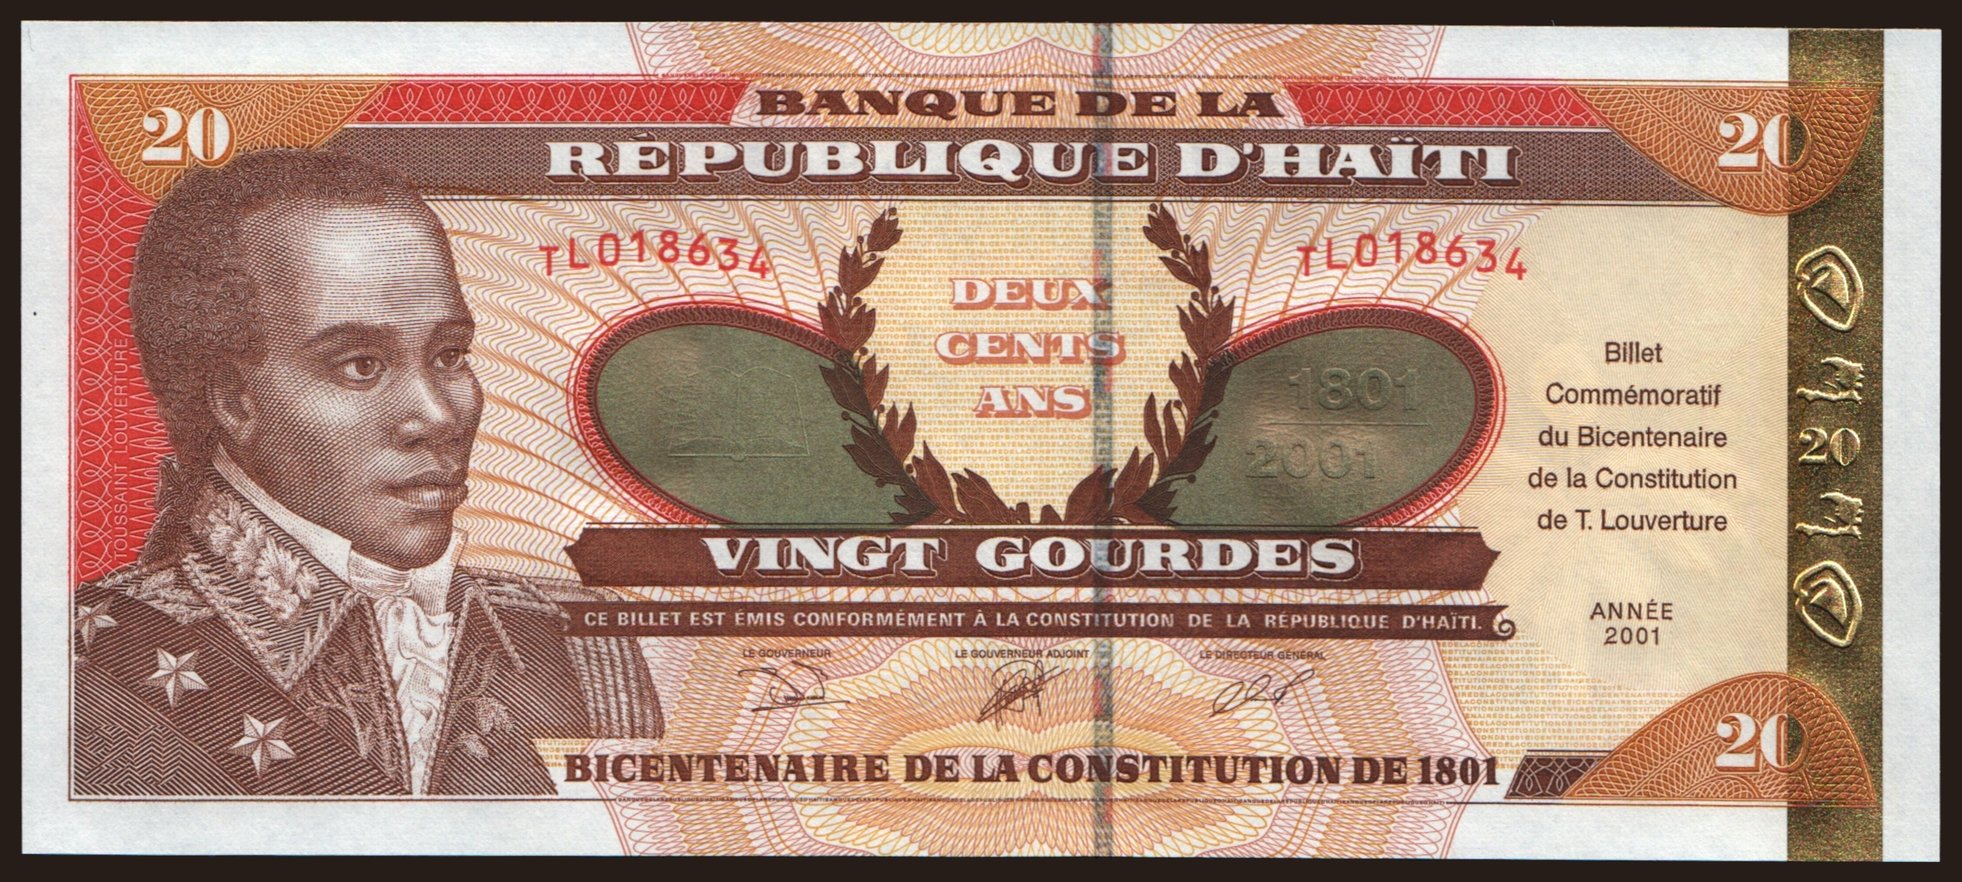 BANQUE DE LA
RÉPUBLIQUE D'HAÏTI
20
20
TL018634
TL018634
DEUX
CENTS
ANS
1801
2001
TOUSSAINT LOUVERTURE
Billet
Commémoratif
du Bicentenaire
de la Constitution
de T. Louverture
20
VINGT GOURDES
CE BILLET EST ÉMIS CONFORMÉMENT À LA CONSTITUTION DE LA RÉPUBLIQUE D'HAÏTI.
ANNÉE
2001
LE GOUVERNEUR
LE GOUVERNEUR ADJOINT
LE DIRECTEUR GÉNÉRAL
20
BICENTENAIRE DE LA CONSTITUTION DE 1801